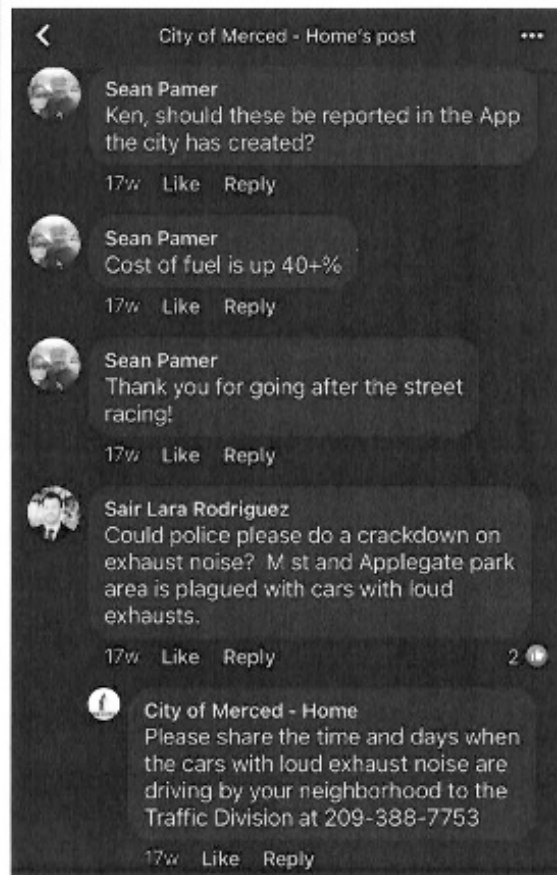 City of Merced - Home's post
Sean Pamer
Ken, should these be reported in the App
the city has created?
17w Like Reply
Sean Pamer
Cost of fuel is up 40+%
17w Like Reply
Sean Pamer
Thank you for going after the street
racing!
17w Like Reply
Sair Lara Rodriguez
Could police please do a crackdown on
exhaust noise? M st and Applegate park
area is plagued with cars with loud
exhausts.
17w Like Reply 2
City of Merced - Home
Please share the time and days when
the cars with loud exhaust noise are
driving by your neighborhood to the
Traffic Division at 209-388-7753
17w Like Reply